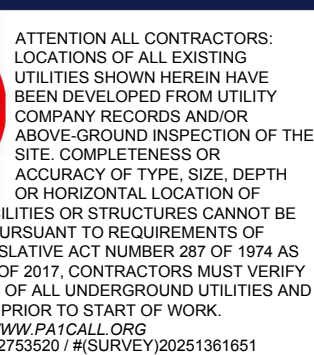 ATTENTION ALL CONTRACTORS:
LOCATIONS OF ALL EXISTING
UTILITIES SHOWN HEREIN HAVE
BEEN DEVELOPED FROM UTILITY
COMPANY RECORDS AND/OR
ABOVE-GROUND INSPECTION OF THE
SITE. COMPLETENESS OR
ACCURACY OF TYPE, SIZE, DEPTH
OR HORIZONTAL LOCATION OF
ILITIES OR STRUCTURES CANNOT BE
URSUANT TO REQUIREMENTS OF
SLATIVE ACT NUMBER 287 OF 1974 AS
OF 2017, CONTRACTORS MUST VERIFY
OF ALL UNDERGROUND UTILITIES AND
PRIOR TO START OF WORK.
WW.PA1CALL.ORG
2753520 / #(SURVEY)20251361651